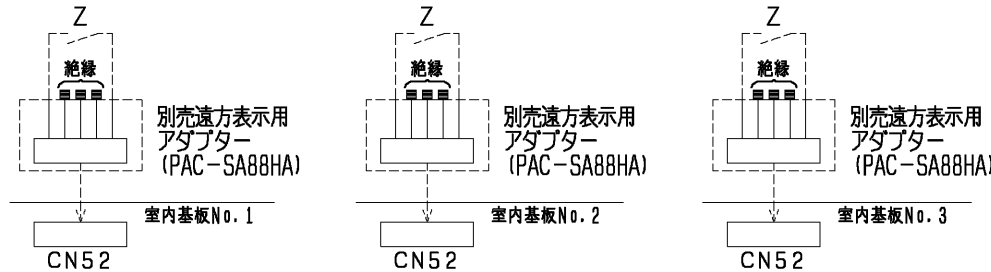 Z
絶縁
別売遠方表示用
アダプター
(PAC-SA88HA)
室内基板No.1
CN52
Z
絶縁
別売遠方表示用
アダプター
(PAC-SA88HA)
室内基板No.2
CN52
Z
絶縁
別売遠方表示用
アダプター
(PAC-SA88HA)
室内基板No.3
CN52